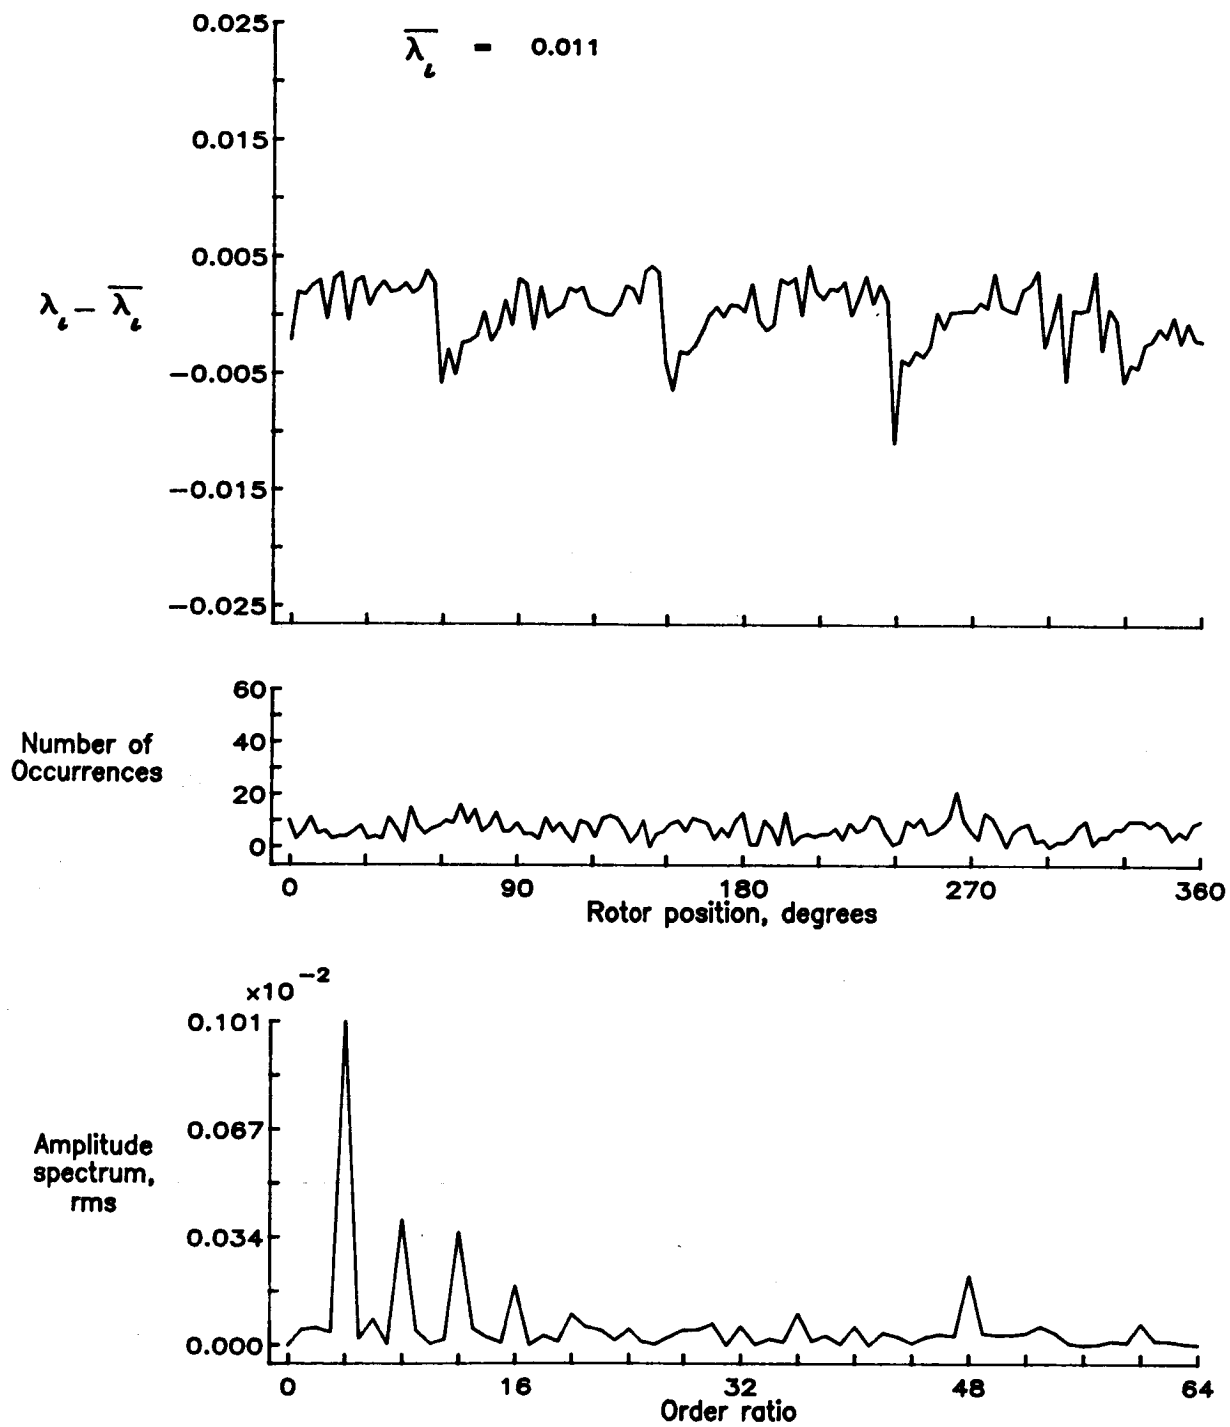 0.025
λ̅ι = 0.011
0.015
0.005
λι − λ̅ι
−0.005
−0.015
−0.025
60
Number of
Occurrences
40
20
0
0 90 180 270 360
Rotor position, degrees
×10⁻²
0.101
0.067
Amplitude
spectrum,
rms
0.034
0.000
0 16 32 48 64
Order ratio